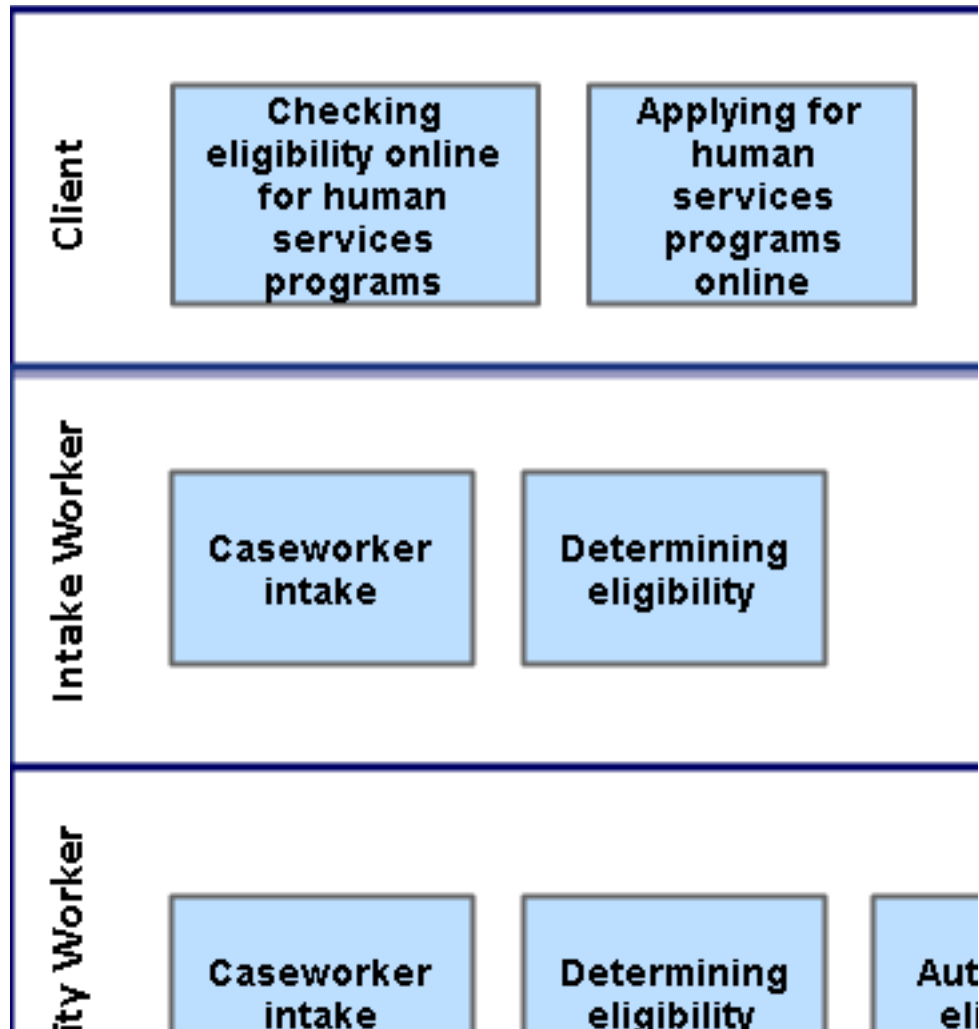 Client
Checking
eligibility online
for human
services
programs
Applying for
human
services
programs
online
Intake Worker
Caseworker
intake
Determining
eligibility
Worker
Caseworker
intake
Determining
eligibility